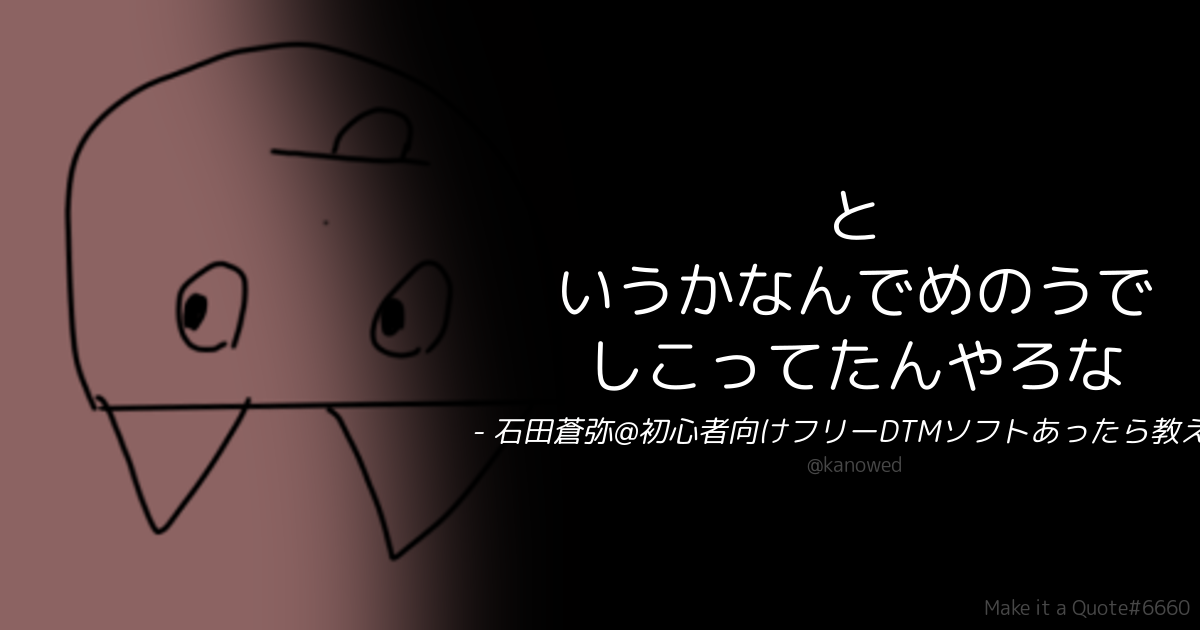 と
いうかなんでめのうで
しこってたんやろな
- 石田蒼弥@初心者向けフリーDTMソフトあったら教え
@kanowed
Make it a Quote#6660